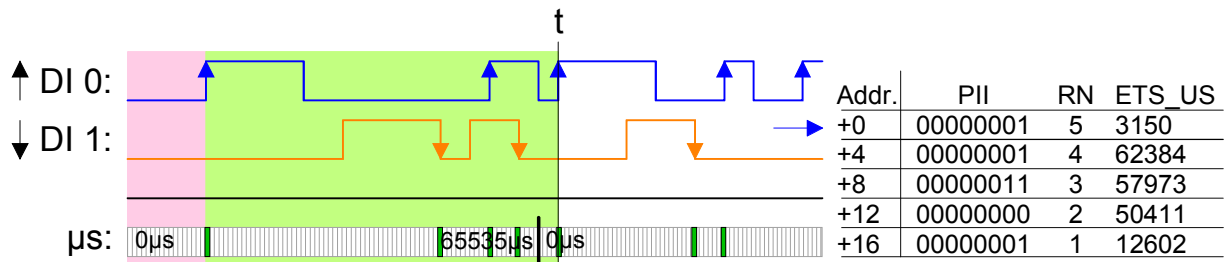 t
DI 0:
DI 1:
µs: 0µs 65535µs 0µs
Addr. PII RN ETS_US
+0 00000001 5 3150
+4 00000001 4 62384
+8 00000011 3 57973
+12 00000000 2 50411
+16 00000001 1 12602